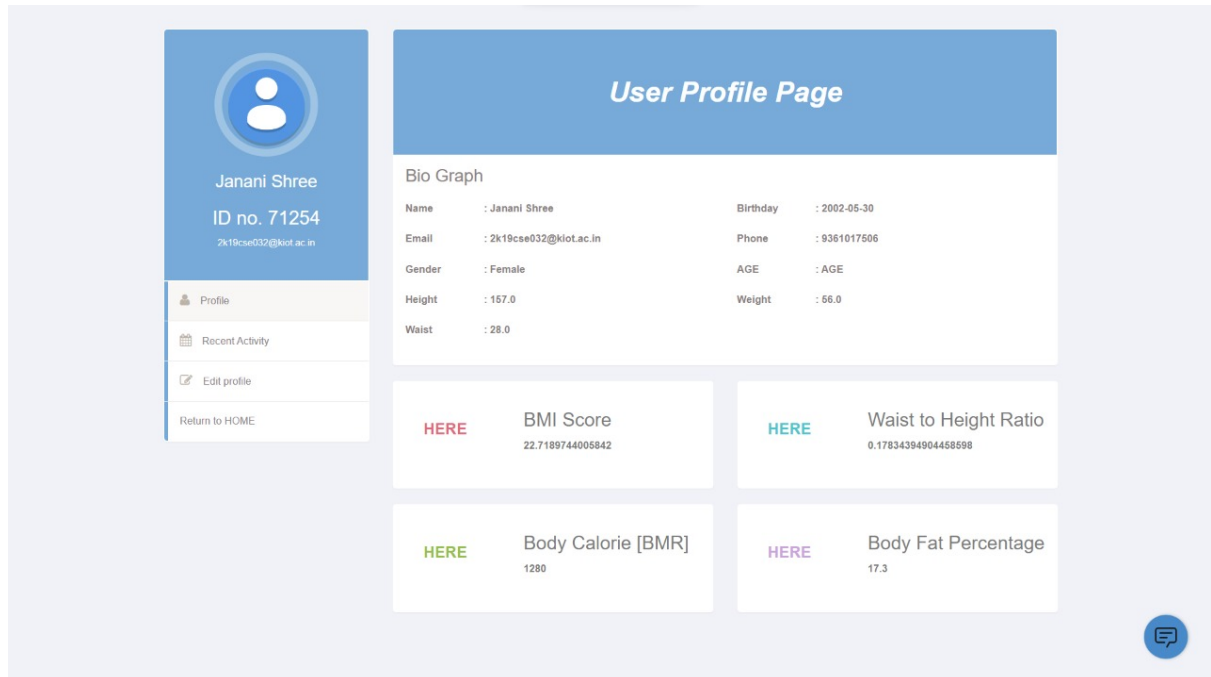 Janani Shree
ID no. 71254
2k19cse032@kiot.ac.in
Profile
Recent Activity
Edit profile
Return to HOME
User Profile Page
Bio Graph
Name : Janani Shree Birthday : 2002-05-30
Email : 2k19cse032@kiot.ac.in Phone : 9361017506
Gender : Female AGE : AGE
Height : 157.0 Weight : 56.0
Waist : 28.0
HERE BMI Score
22.7189744005842
HERE Waist to Height Ratio
0.17834394904458598
HERE Body Calorie [BMR]
1280
HERE Body Fat Percentage
17.3